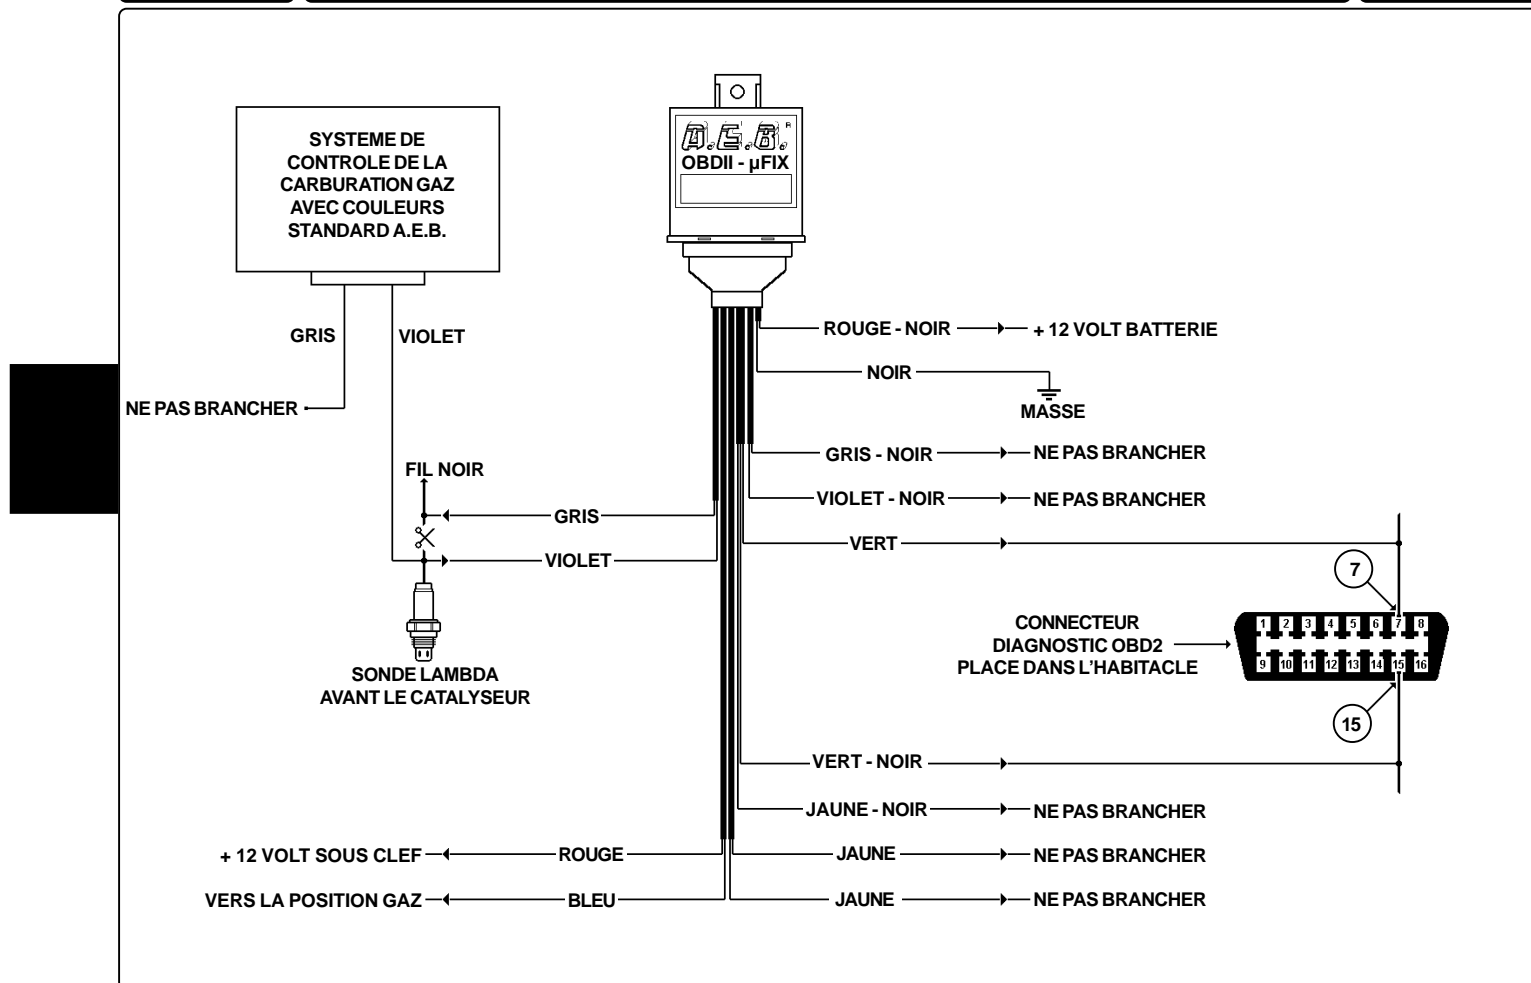 SYSTEME DE
CONTROLE DE LA
CARBURATION GAZ
AVEC COULEURS
STANDARD A.E.B.
A.E.B. R
OBDII - µFIX
GRIS
VIOLET
NE PAS BRANCHER
FIL NOIR
GRIS
VIOLET
SONDE LAMBDA
AVANT LE CATALYSEUR
ROUGE - NOIR
+ 12 VOLT BATTERIE
NOIR
MASSE
GRIS - NOIR
NE PAS BRANCHER
VIOLET - NOIR
NE PAS BRANCHER
VERT
7
CONNECTEUR
DIAGNOSTIC OBD2
PLACE DANS L'HABITACLE
1 2 3 4 5 6 7 8
9 10 11 12 13 14 15 16
15
VERT - NOIR
JAUNE - NOIR
NE PAS BRANCHER
+ 12 VOLT SOUS CLEF
ROUGE
JAUNE
NE PAS BRANCHER
VERS LA POSITION GAZ
BLEU
JAUNE
NE PAS BRANCHER